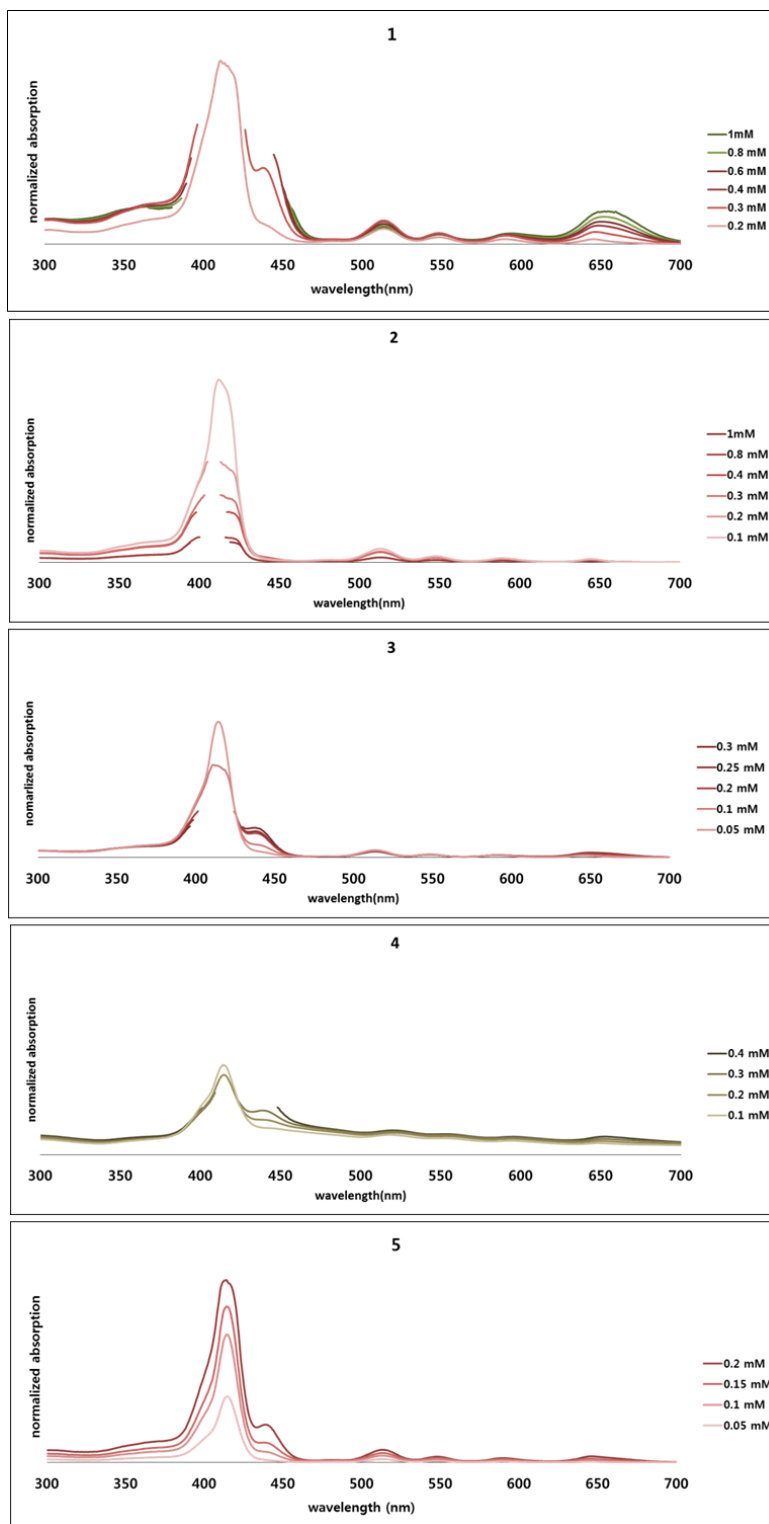 1
normalized absorption
1mM
0.8 mM
0.6 mM
0.4 mM
0.3 mM
0.2 mM
300 350 400 450 500 550 600 650 700
wavelength(nm)
2
normalized absorption
1mM
0.8 mM
0.4 mM
0.3 mM
0.2 mM
0.1 mM
300 350 400 450 500 550 600 650 700
wavelength(nm)
3
nomarlized absorption
0.3 mM
0.25 mM
0.2 mM
0.1 mM
0.05 mM
300 350 400 450 500 550 600 650 700
wavelength(nm)
4
normalized absorption
0.4 mM
0.3 mM
0.2 mM
0.1 mM
300 350 400 450 500 550 600 650 700
wavelength(nm)
5
normalized absorption
0.2 mM
0.15 mM
0.1 mM
0.05 mM
300 350 400 450 500 550 600 650 700
wavelength (nm)